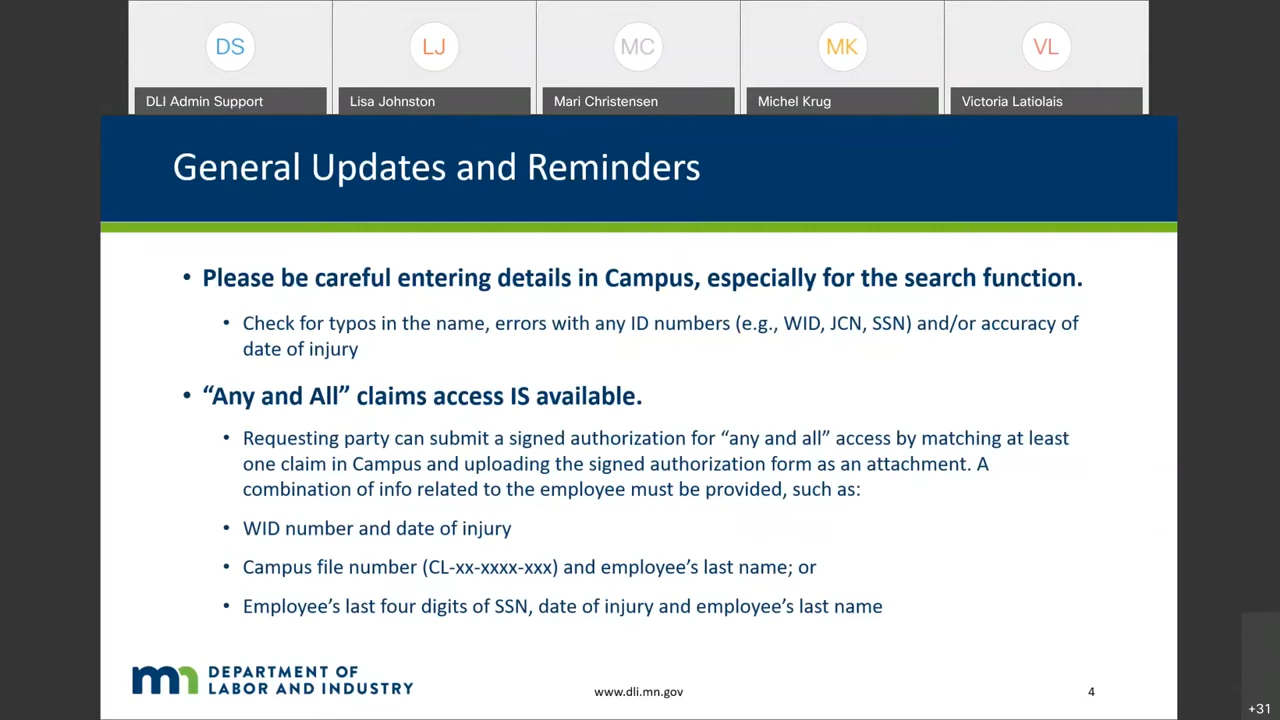 DS
LJ
MC
MK
VL
DLI Admin Support
Lisa Johnston
Mari Christensen
Michel Krug
Victoria Latiolais
General Updates and Reminders
• Please be careful entering details in Campus, especially for the search function.
• Check for typos in the name, errors with any ID numbers (e.g., WID, JCN, SSN) and/or accuracy of
date of injury
• “Any and All” claims access IS available.
• Requesting party can submit a signed authorization for “any and all” access by matching at least
one claim in Campus and uploading the signed authorization form as an attachment. A
combination of info related to the employee must be provided, such as:
• WID number and date of injury
• Campus file number (CL-xx-xxxx-xxx) and employee’s last name; or
• Employee’s last four digits of SSN, date of injury and employee’s last name
mn DEPARTMENT OF
LABOR AND INDUSTRY
www.dli.mn.gov
4
+31